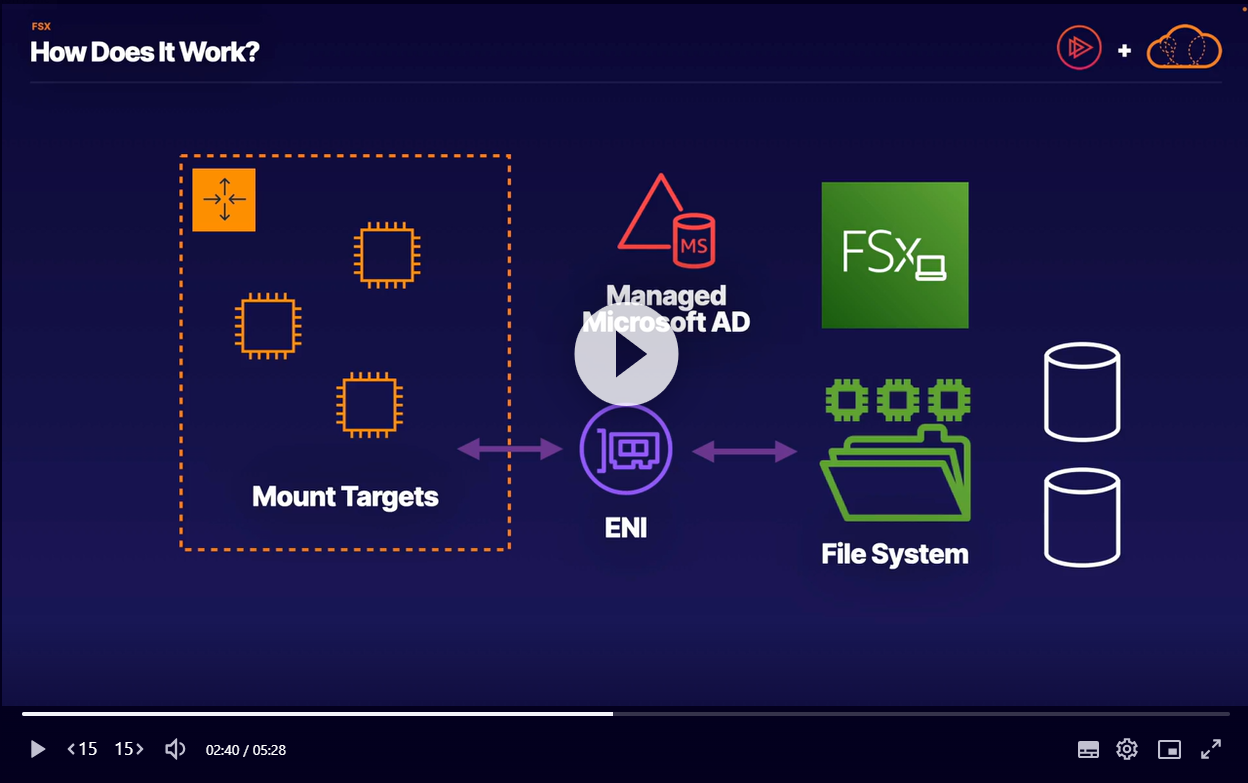 FSX
How Does It Work?
+
MS
Managed
Microsoft AD
FSx
Mount Targets
ENI
File System
15
15
02:40 / 05:28